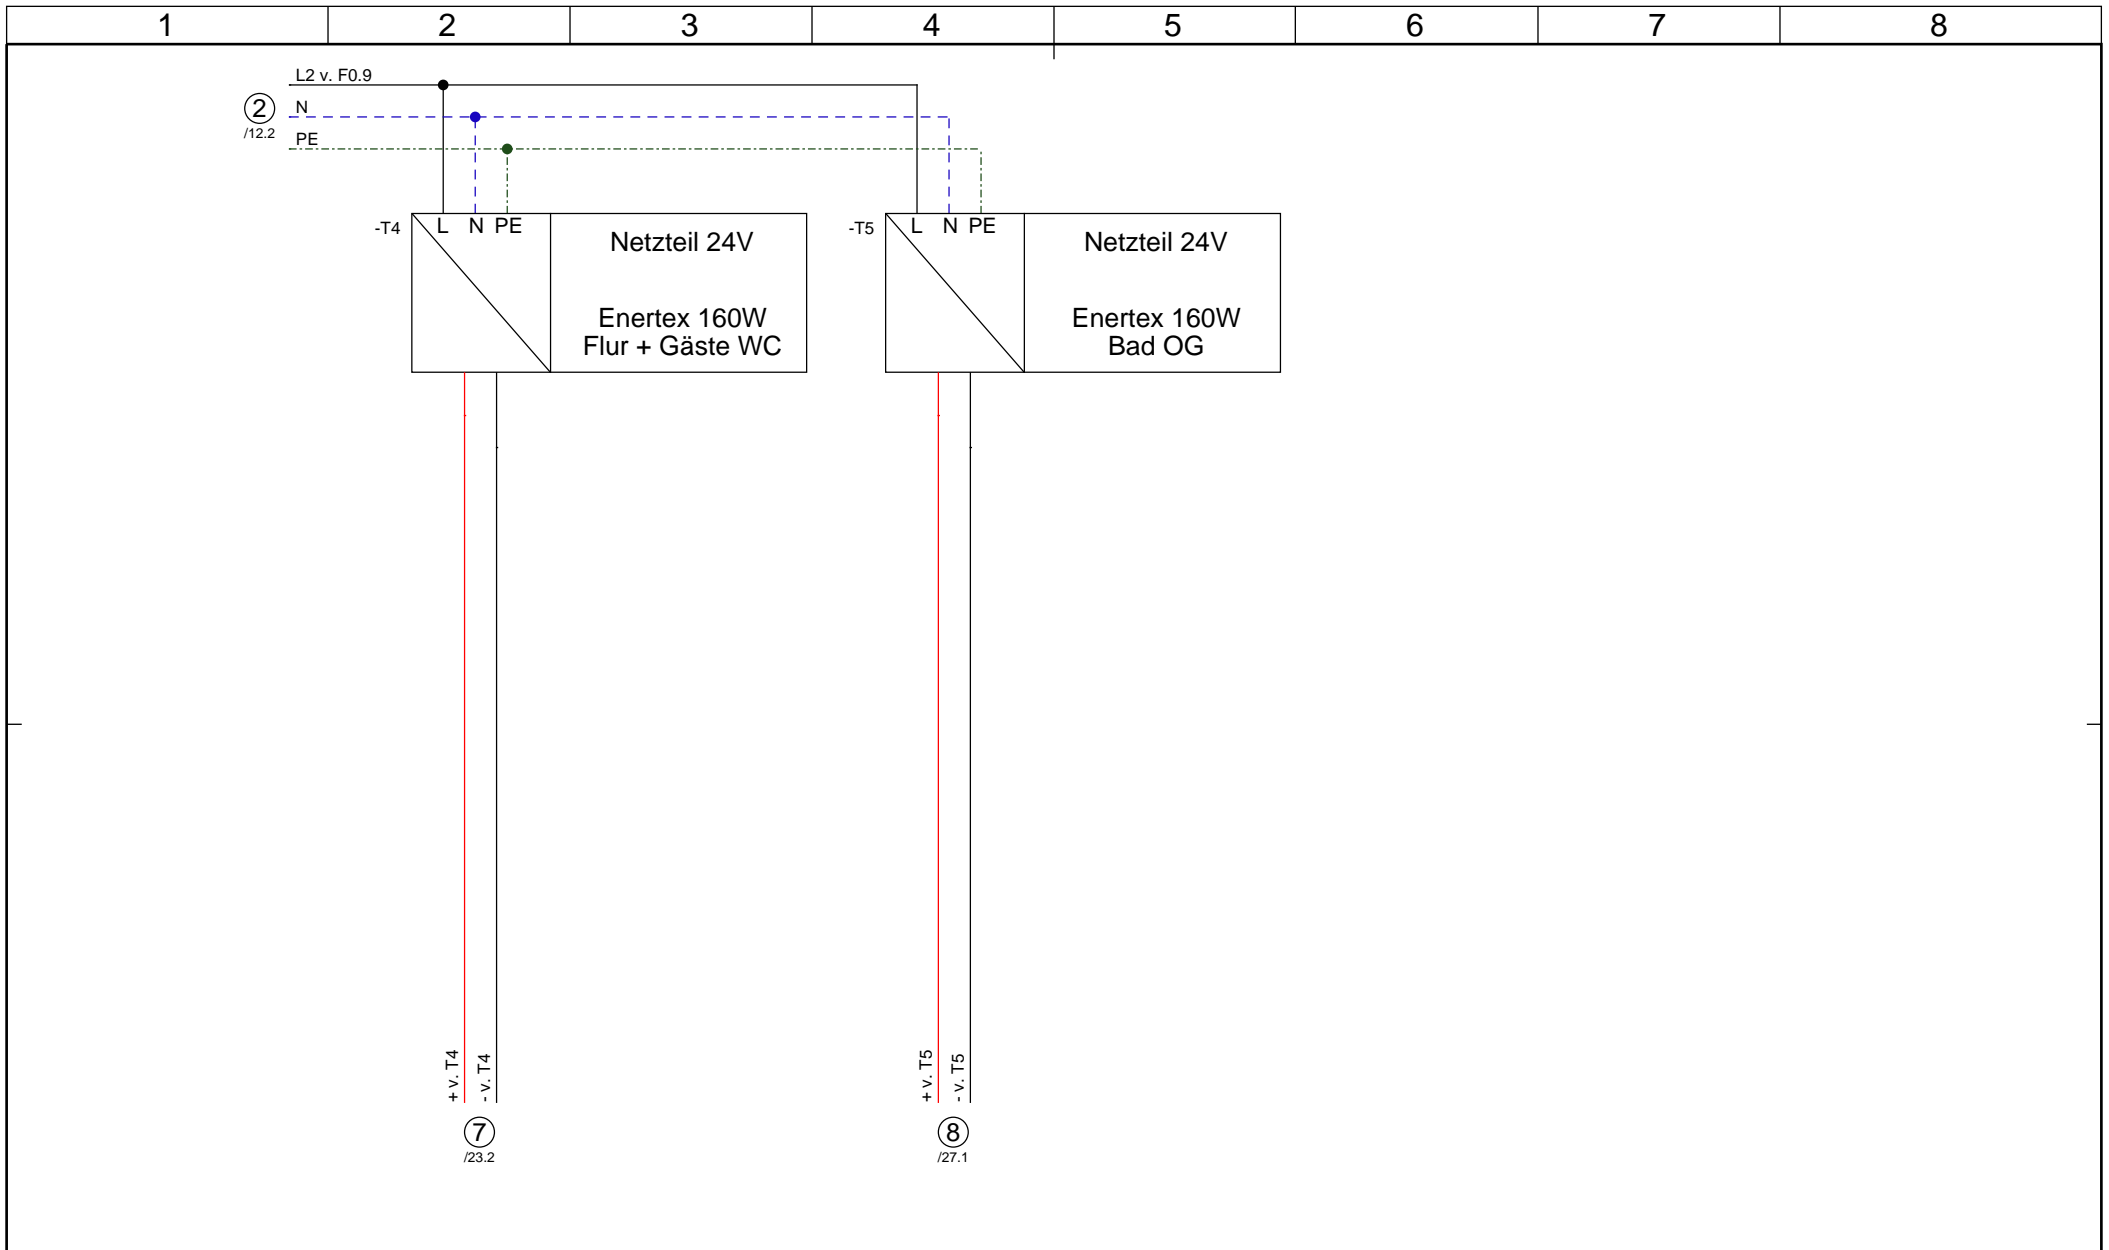 1 2 3 4 5 6 7 8
L2 v. F0.9
2
N
/12.2
PE
-T4
L N PE
Netzteil 24V
Enertex 160W
Flur + Gäste WC
-T5
L N PE
Netzteil 24V
Enertex 160W
Bad OG
+ v. T4
- v. T4
+ v. T5
- v. T5
7
/23.2
8
/27.1